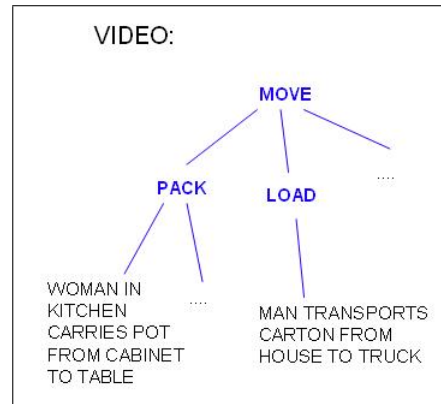 VIDEO:
MOVE
PACK
LOAD
....
....
WOMAN IN
KITCHEN
CARRIES POT
FROM CABINET
TO TABLE
MAN TRANSPORTS
CARTON FROM
HOUSE TO TRUCK